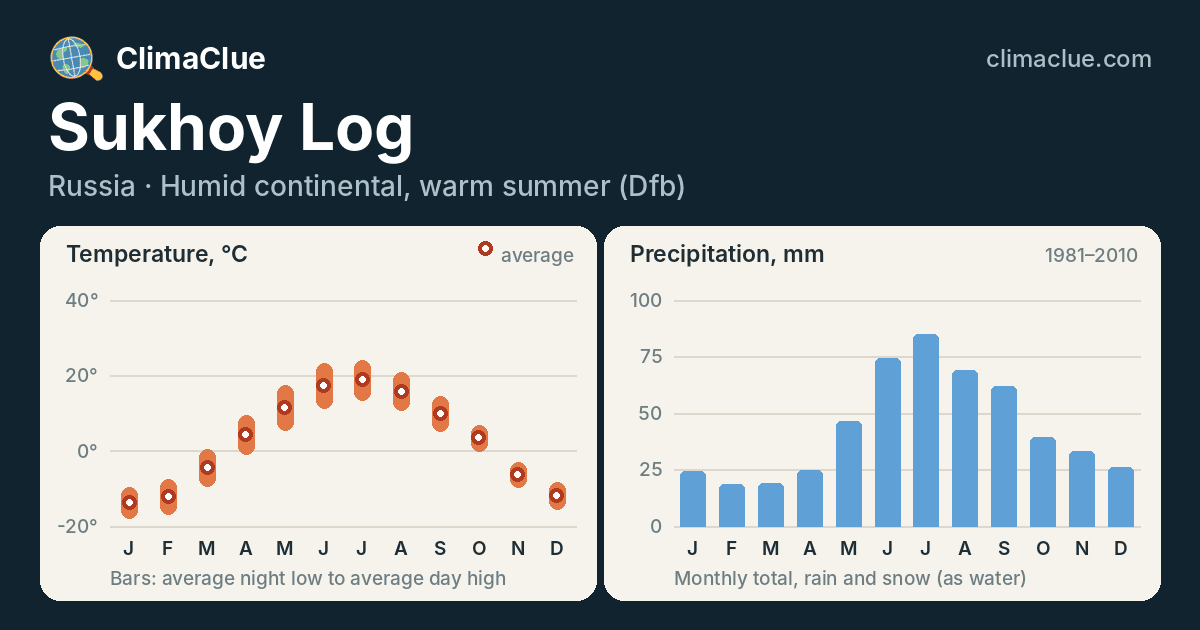 ClimaClue
climaclue.com
Sukhoy Log
Russia · Humid continental, warm summer (Dfb)
Temperature, °C
average
40°
20°
0°
-20°
J F M A M J J A S O N D
Bars: average night low to average day high
Precipitation, mm
1981–2010
100
75
50
25
0
J F M A M J J A S O N D
Monthly total, rain and snow (as water)